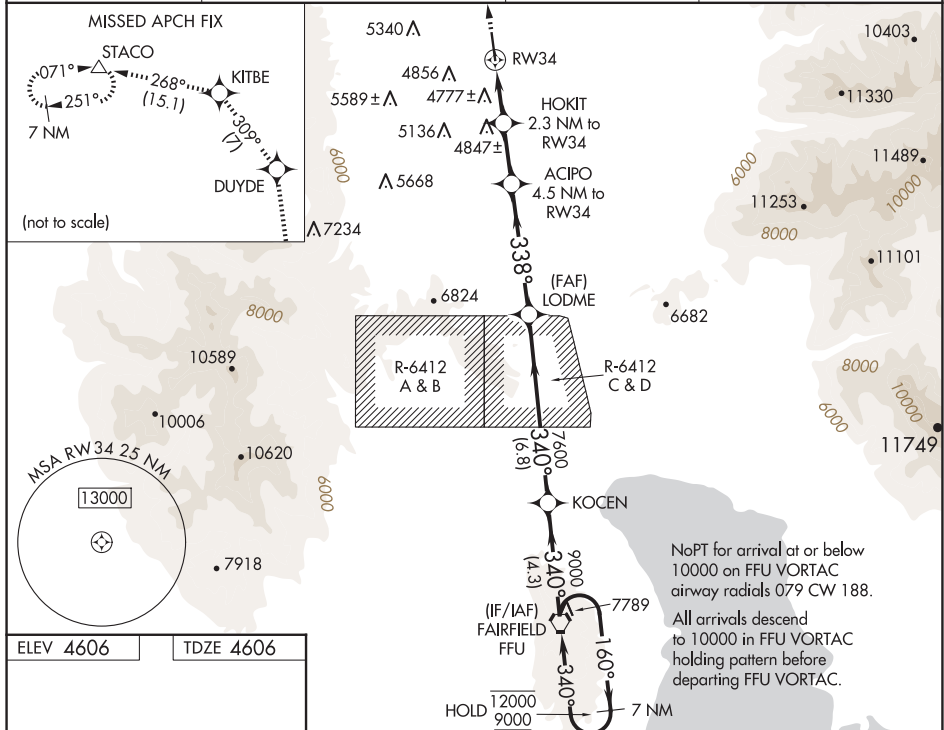 MISSED APCH FIX
STACO
071°
251°
7 NM
268°
(15.1)
KITBE
309°
(7)
DUYDE
(not to scale)
5340
RW34
4856
5589 ±
4777 ±
HOKIT
2.3 NM to
RW34
5136
4847±
ACIPO
4.5 NM to
RW34
5668
6000
7234
338°
(FAF)
LODME
6824
6682
10403
11330
11489
6000
10000
11253
8000
11101
8000
10589
R-6412
A & B
R-6412
C & D
8000
10000
6000
11749
10006
10620
6000
7918
MSA RW34 25 NM
13000
7600
340°
(6.8)
KOCEN
9000
340°
(4.3)
(IF/IAF)
FAIRFIELD
FFU
7789
160°
340°
HOLD
12000
9000
7 NM
NoPT for arrival at or below
10000 on FFU VORTAC
airway radials 079 CW 188.
All arrivals descend
to 10000 in FFU VORTAC
holding pattern before
departing FFU VORTAC.
ELEV 4606
TDZE 4606